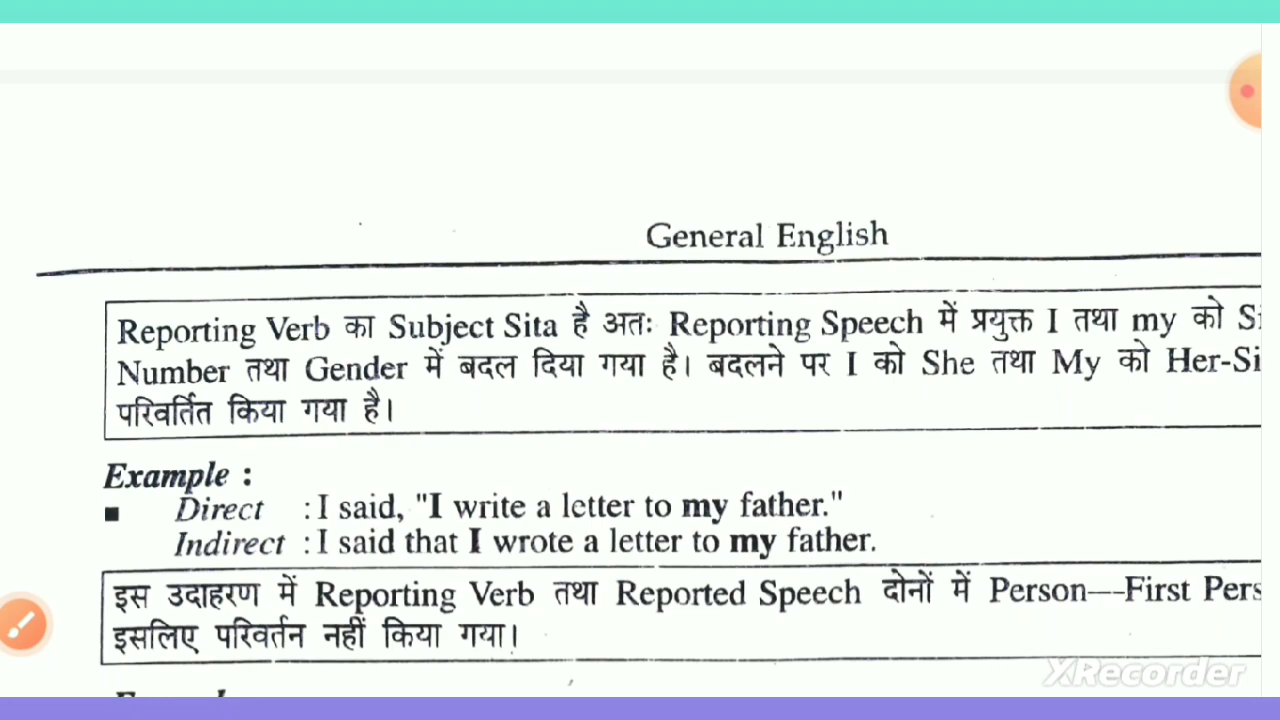 General English
Reporting Verb का Subject Sita है अतः Reporting Speech में प्रयुक्त I तथा my को
Number तथा Gender में बदल दिया गया है। बदलने पर I को She तथा My को
परिवर्तित किया गया है।
Example :
■ Direct : I said, "I write a letter to my father."
Indirect : I said that I wrote a letter to my father.
इस उदाहरण में Reporting Verb तथा Reported Speech दोनों में Person—First
इसलिए परिवर्तन नहीं किया गया।
XRecorder